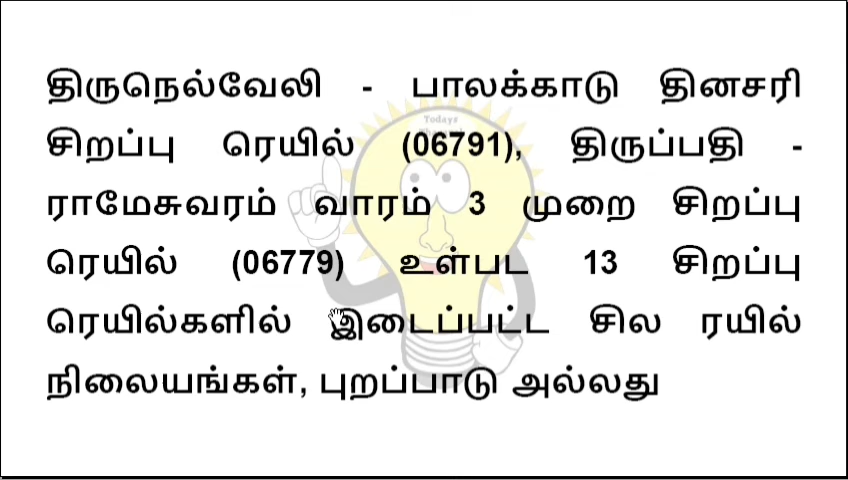 திருநெல்வேலி - பாலக்காடு தினசரி
சிறப்பு ரெயில் (06791), திருப்பதி -
ராமேசுவரம் வாரம் 3 முறை சிறப்பு
ரெயில் (06779) உள்பட 13 சிறப்பு
ரெயில்களில் இடைப்பட்ட சில ரயில்
நிலையங்கள், புறப்பாடு அல்லது
Todays